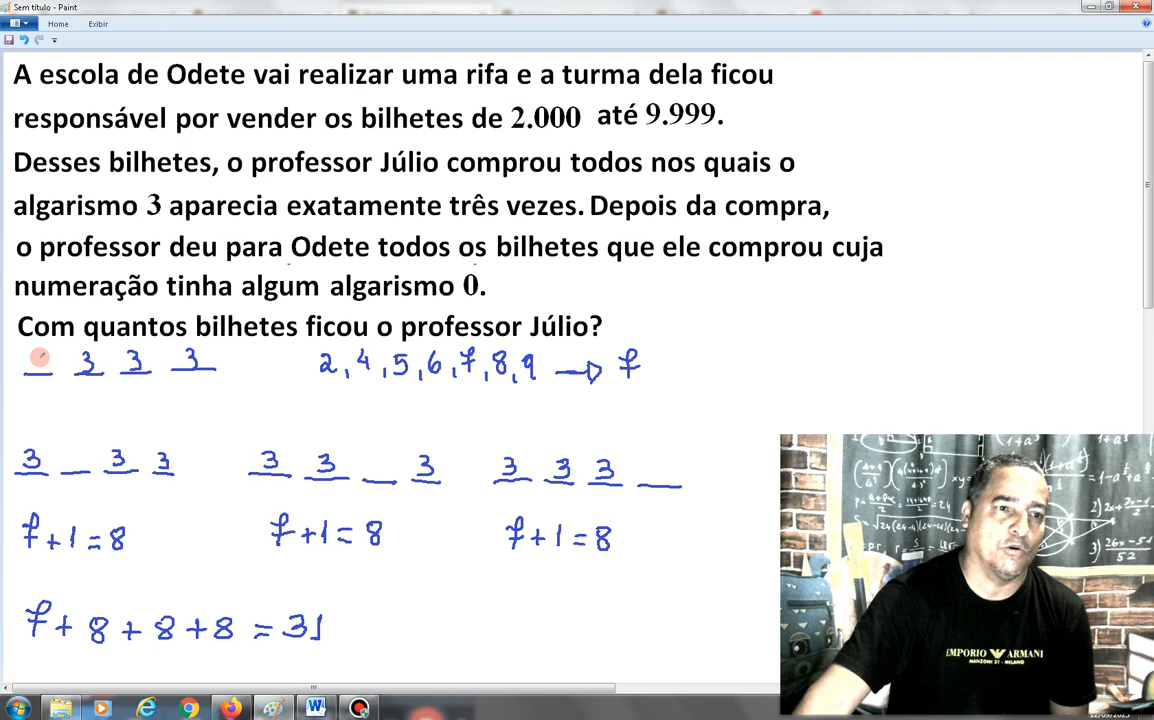 Sem título - Paint
Home Exibir
A escola de Odete vai realizar uma rifa e a turma dela ficou
responsável por vender os bilhetes de 2.000 até 9.999.
Desses bilhetes, o professor Júlio comprou todos nos quais o
algarismo 3 aparecia exatamente três vezes. Depois da compra,
o professor deu para Odete todos os bilhetes que ele comprou cuja
numeração tinha algum algarismo 0.
Com quantos bilhetes ficou o professor Júlio?
_ 3 3 3 2, 4, 5, 6, 7, 8, 9 → 7
3 _ 3 3 3 3 _ 3 3 3 3 _
7+1=8 7+1=8 7+1=8
7+8+8+8=31
EMPORIO ARMANI
MANZONI 31 - MILANO